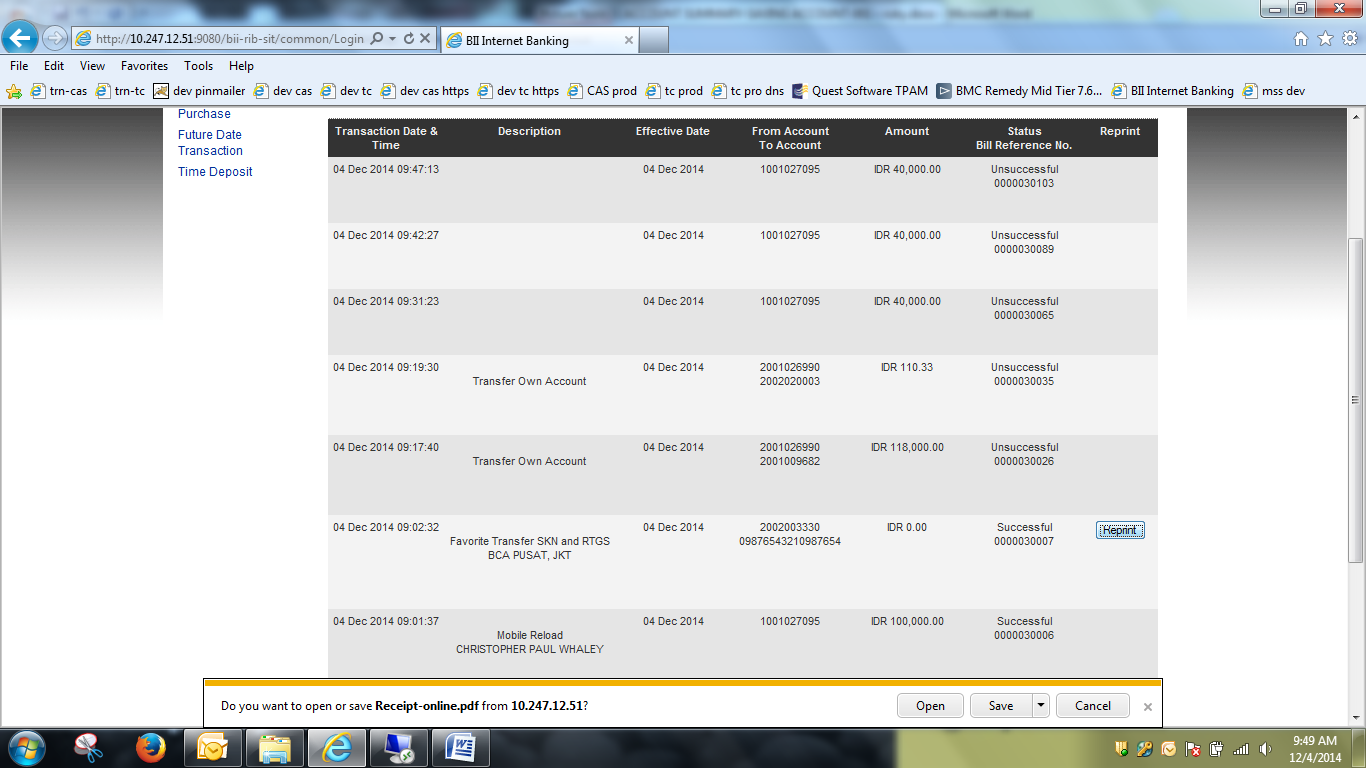 http://10.247.12.51:9080/bii-rib-sit/common/Login
BII Internet Banking
File Edit View Favorites Tools Help
trn-cas trn-tc dev pinmailer dev cas dev tc dev cas https dev tc https CAS prod tc prod tc pro dns Quest Software TPAM BMC Remedy Mid Tier 7.6... BII Internet Banking mss dev
Purchase
Future Date
Transaction
Time Deposit
Transaction Date & Description Effective Date From Account Amount Status Reprint
Time To Account Bill Reference No.
04 Dec 2014 09:47:13 04 Dec 2014 1001027095 IDR 40,000.00 Unsuccessful
0000030103
04 Dec 2014 09:42:27 04 Dec 2014 1001027095 IDR 40,000.00 Unsuccessful
0000030089
04 Dec 2014 09:31:23 04 Dec 2014 1001027095 IDR 40,000.00 Unsuccessful
0000030065
04 Dec 2014 09:19:30 04 Dec 2014 2001026990 IDR 110.33 Unsuccessful
Transfer Own Account 2002020003 0000030035
04 Dec 2014 09:17:40 04 Dec 2014 2001026990 IDR 118,000.00 Unsuccessful
Transfer Own Account 2001009682 0000030026
04 Dec 2014 09:02:32 04 Dec 2014 2002003330 IDR 0.00 Successful Reprint
Favorite Transfer SKN and RTGS 09876543210987654 0000030007
BCA PUSAT, JKT
04 Dec 2014 09:01:37 04 Dec 2014 1001027095 IDR 100,000.00 Successful
Mobile Reload 0000030006
CHRISTOPHER PAUL WHALEY
Do you want to open or save Receipt-online.pdf from 10.247.12.51? Open Save Cancel
9:49 AM
12/4/2014